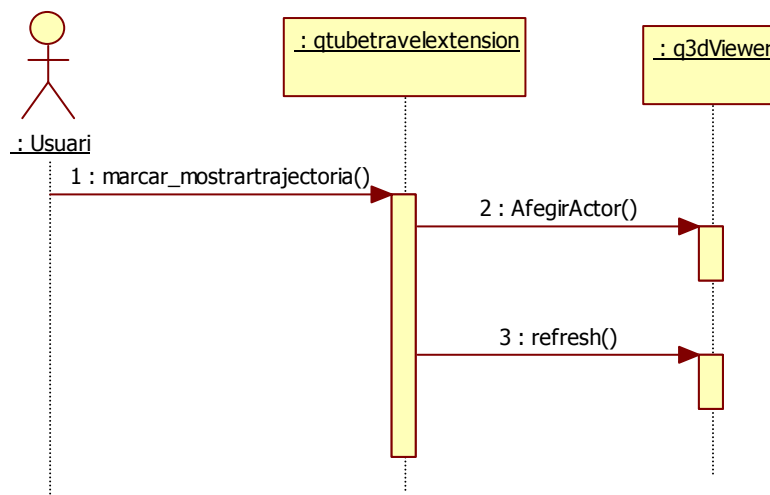 : qtubetravelextension
: q3dViewer
: Usuari
1 : marcar_mostrartrajectoria()
2 : AfegirActor()
3 : refresh()